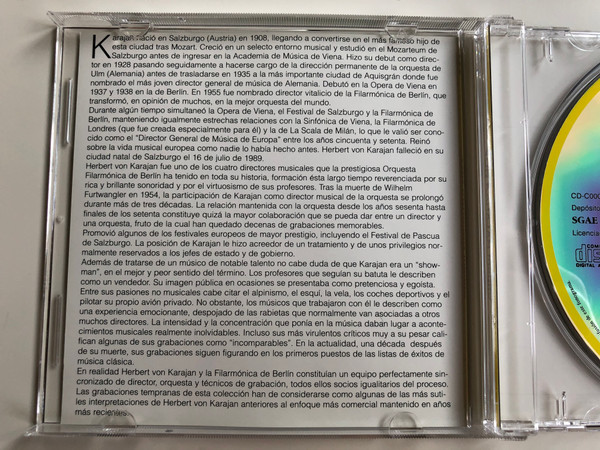 Karajan nació en Salzburgo (Austria) en 1908, llegando a convertirse en el más famoso hijo de
esta ciudad tras Mozart. Creció en un selecto entorno musical y estudió en el Mozarteum de
Salzburgo antes de ingresar en la Academia de Música de Viena. Hizo su debut como direc-
tor en 1928 pasando seguidamente a hacerse cargo de la dirección permanente de la orquesta de
Ulm (Alemania) antes de trasladarse en 1935 a la más importante ciudad de Aquisgrán donde fue
nombrado el más joven director general de música de Alemania. Debutó en la Opera de Viena en
1937 y 1938 en la de Berlín. En 1955 fue nombrado director vitalicio de la Filarmónica de Berlín, que
transformó, en opinión de muchos, en la mejor orquesta del mundo.
Durante algún tiempo simultaneó la Opera de Viena, el Festival de Salzburgo y la Filarmónica de
Berlín, manteniendo igualmente estrechas relaciones con la Sinfónica de Viena, la Filarmónica de
Londres (que fue creada especialmente para él) y la de La Scala de Milán, lo que le valió ser cono-
cido como el "Director General de Música de Europa" entre los años cincuenta y setenta. Reinó
sobre la vida musical europea como nadie lo había hecho antes. Herbert von Karajan falleció en su
ciudad natal de Salzburgo el 16 de julio de 1989.
Herbert von Karajan fue uno de los cuatro directores musicales que la prestigiosa Orquesta
Filarmónica de Berlín ha tenido en toda su historia, formación ésta largo tiempo reverenciada por su
rica y brillante sonoridad y por el virtuosismo de sus profesores. Tras la muerte de Wilhelm
Furtwangler en 1954, la participación de Karajan como director musical de la orquesta se prolongó
durante más de tres décadas. La relación mantenida con la orquesta desde los años sesenta hasta
finales de los setenta constituye quizá la mayor colaboración que se pueda dar entre un director y
una orquesta, fruto de la cual han quedado decenas de grabaciones memorables.
Promovió algunos de los festivales europeos de mayor prestigio, incluyendo el Festival de Pascua
de Salzburgo. La posición de Karajan le hizo acreedor de un tratamiento y de unos privilegios nor-
malmente reservados a los jefes de estado y de gobierno.
Además de tratarse de un músico de notable talento no cabe duda de que Karajan era un "show-
man", en el mejor y peor sentido del término. Los profesores que seguían su batuta le describen
como un vendedor. Su imagen pública en ocasiones se presentaba como pretenciosa y egoísta.
Entre sus pasiones no musicales cabe citar el alpinismo, el esquí, la vela, los coches deportivos y el
pilotar su propio avión privado. No obstante, los músicos que trabajaron con él le describen como
una experiencia emocionante, despojado de las rabietas que normalmente van asociadas a otros
muchos directores. La intensidad y la concentración que ponía en la música daban lugar a aconte-
cimientos musicales realmente inolvidables. Incluso sus más virulentos críticos muy a su pesar cali-
fican algunas de sus grabaciones como "incomparables". En la actualidad, una década después
de su muerte, sus grabaciones siguen figurando en los primeros puestos de las listas de éxitos de
música clásica.
En realidad Herbert von Karajan y la Filarmónica de Berlín constituían un equipo perfectamente sin-
cronizado de director, orquesta y técnicos de grabación, todos ellos socios igualitarios del proceso.
Las grabaciones tempranas de esta colección han de considerarse como algunas de las más suti-
les interpretaciones de Herbert von Karajan anteriores al enfoque más comercial mantenido en años
más recientes.
SGAE